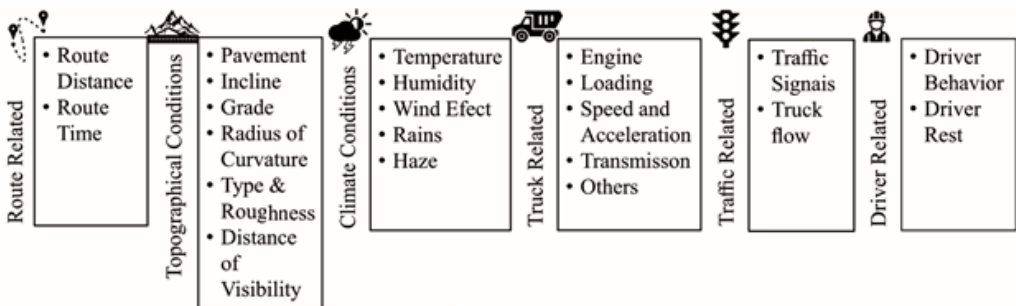 Route Related
• Route
Distance
• Route
Time
Topographical Conditions
• Pavement
• Incline
• Grade
• Radius of
Curvature
• Type &
Roughness
• Distance
of
Visibility
Climate Conditions
• Temperature
• Humidity
• Wind Efect
• Rains
• Haze
Truck Related
• Engine
• Loading
• Speed and
Acceleration
• Transmisson
• Others
Traffic Related
• Traffic
Signais
• Truck
flow
Driver Related
• Driver
Behavior
• Driver
Rest